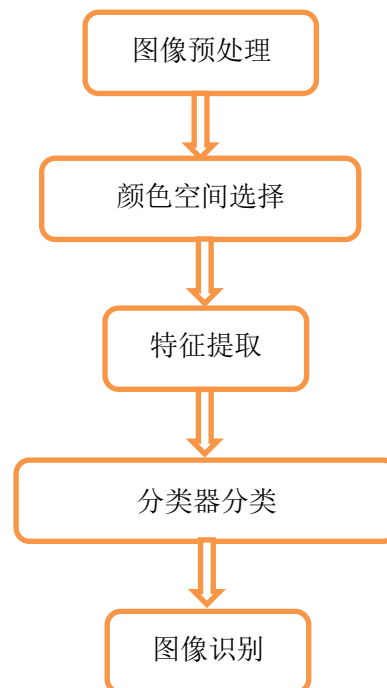 图像预处理
颜色空间选择
特征提取
分类器分类
图像识别